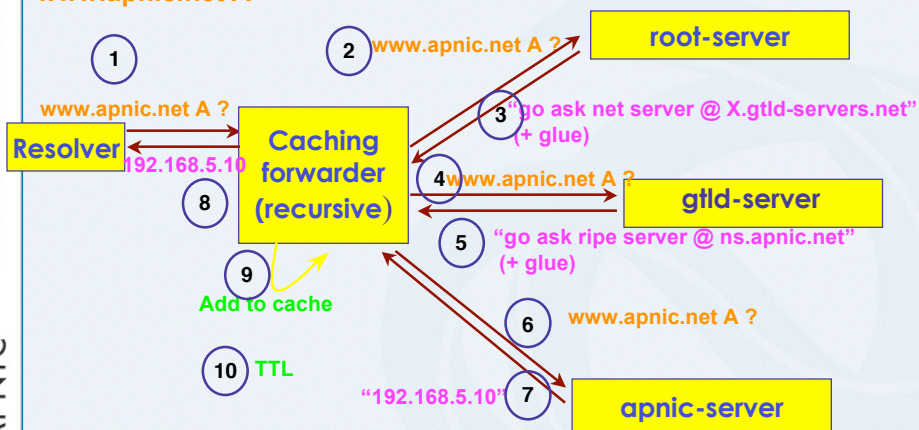 1
2
www.apnic.net A ?
root-server
www.apnic.net A ?
3
"go ask net server @ X.gtld-servers.net"
(+ glue)
Resolver
Caching
forwarder
(recursive)
192.168.5.10
4
www.apnic.net A ?
gtld-server
8
5
"go ask ripe server @ ns.apnic.net"
(+ glue)
9
Add to cache
6
www.apnic.net A ?
10
TTL
"192.168.5.10"
7
apnic-server